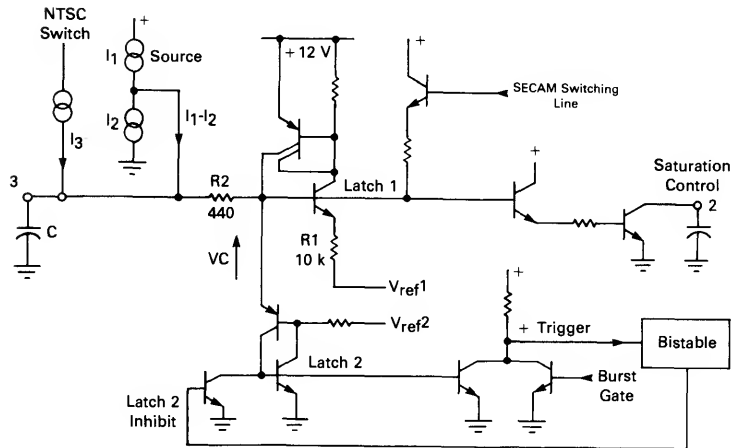 NTSC
Switch
I1
Source
+
I2
I1-I2
I3
+12 V
+
SECAM Switching
Line
3
C
R2
440
Latch 1
+
Saturation
Control
2
VC
R1
10 k
Vref1
Vref2
+
+ Trigger
Bistable
Latch 2
Burst
Gate
Latch 2
Inhibit